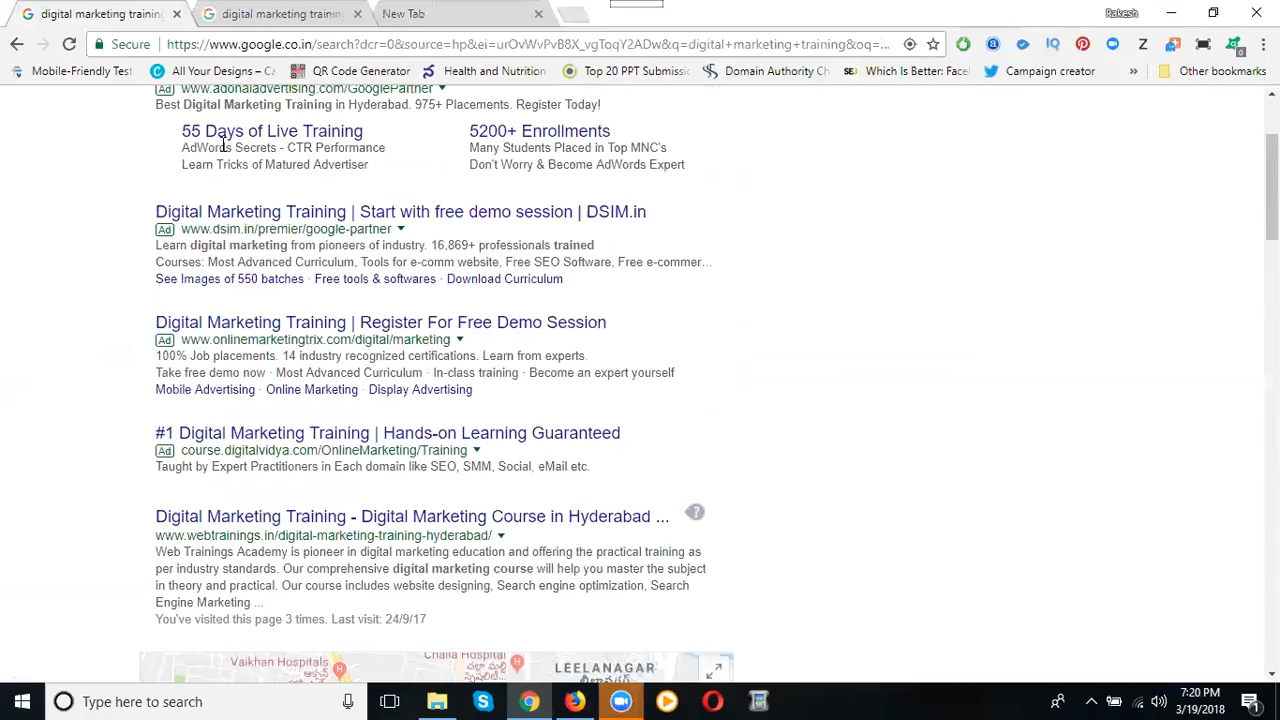 digital marketing training
digital marketing training
New Tab
Rakesh
Secure
https://www.google.co.in/search?dcr=0&source=hp&ei=urOvWvPvB8X_vgToqY2ADw&q=digital+marketing+training&oq=...
Mobile-Friendly Test
All Your Designs – Ca
QR Code Generator
Health and Nutrition
Top 20 PPT Submissio
Domain Authority Ch
SEJ Which Is Better: Faceb
Campaign creator
»
Other bookmarks
Ad www.adonaiadvertising.com/GooglePartner
Best Digital Marketing Training in Hyderabad. 975+ Placements. Register Today!
55 Days of Live Training
AdWords Secrets - CTR Performance
Learn Tricks of Matured Advertiser
5200+ Enrollments
Many Students Placed in Top MNC's
Don't Worry & Become AdWords Expert
Digital Marketing Training | Start with free demo session | DSIM.in
Ad www.dsim.in/premier/google-partner
Learn digital marketing from pioneers of industry. 16,869+ professionals trained
Courses: Most Advanced Curriculum, Tools for e-comm website, Free SEO Software, Free e-commer...
See Images of 550 batches · Free tools & softwares · Download Curriculum
Digital Marketing Training | Register For Free Demo Session
Ad www.onlinemarketingtrix.com/digital/marketing
100% Job placements. 14 industry recognized certifications. Learn from experts.
Take free demo now · Most Advanced Curriculum · In-class training · Become an expert yourself
Mobile Advertising · Online Marketing · Display Advertising
#1 Digital Marketing Training | Hands-on Learning Guaranteed
Ad course.digitalvidya.com/OnlineMarketing/Training
Taught by Expert Practitioners in Each domain like SEO, SMM, Social, eMail etc.
Digital Marketing Training - Digital Marketing Course in Hyderabad ...
www.webtrainings.in/digital-marketing-training-hyderabad/
Web Trainings Academy is pioneer in digital marketing education and offering the practical training as
per industry standards. Our comprehensive digital marketing course will help you master the subject
in theory and practical. Our course includes website designing, Search engine optimization, Search
Engine Marketing ...
You've visited this page 3 times. Last visit: 24/9/17
Vaikhan Hospitals
Challa Hospital
LEELANAGAR
Type here to search
7:20 PM
3/19/2018